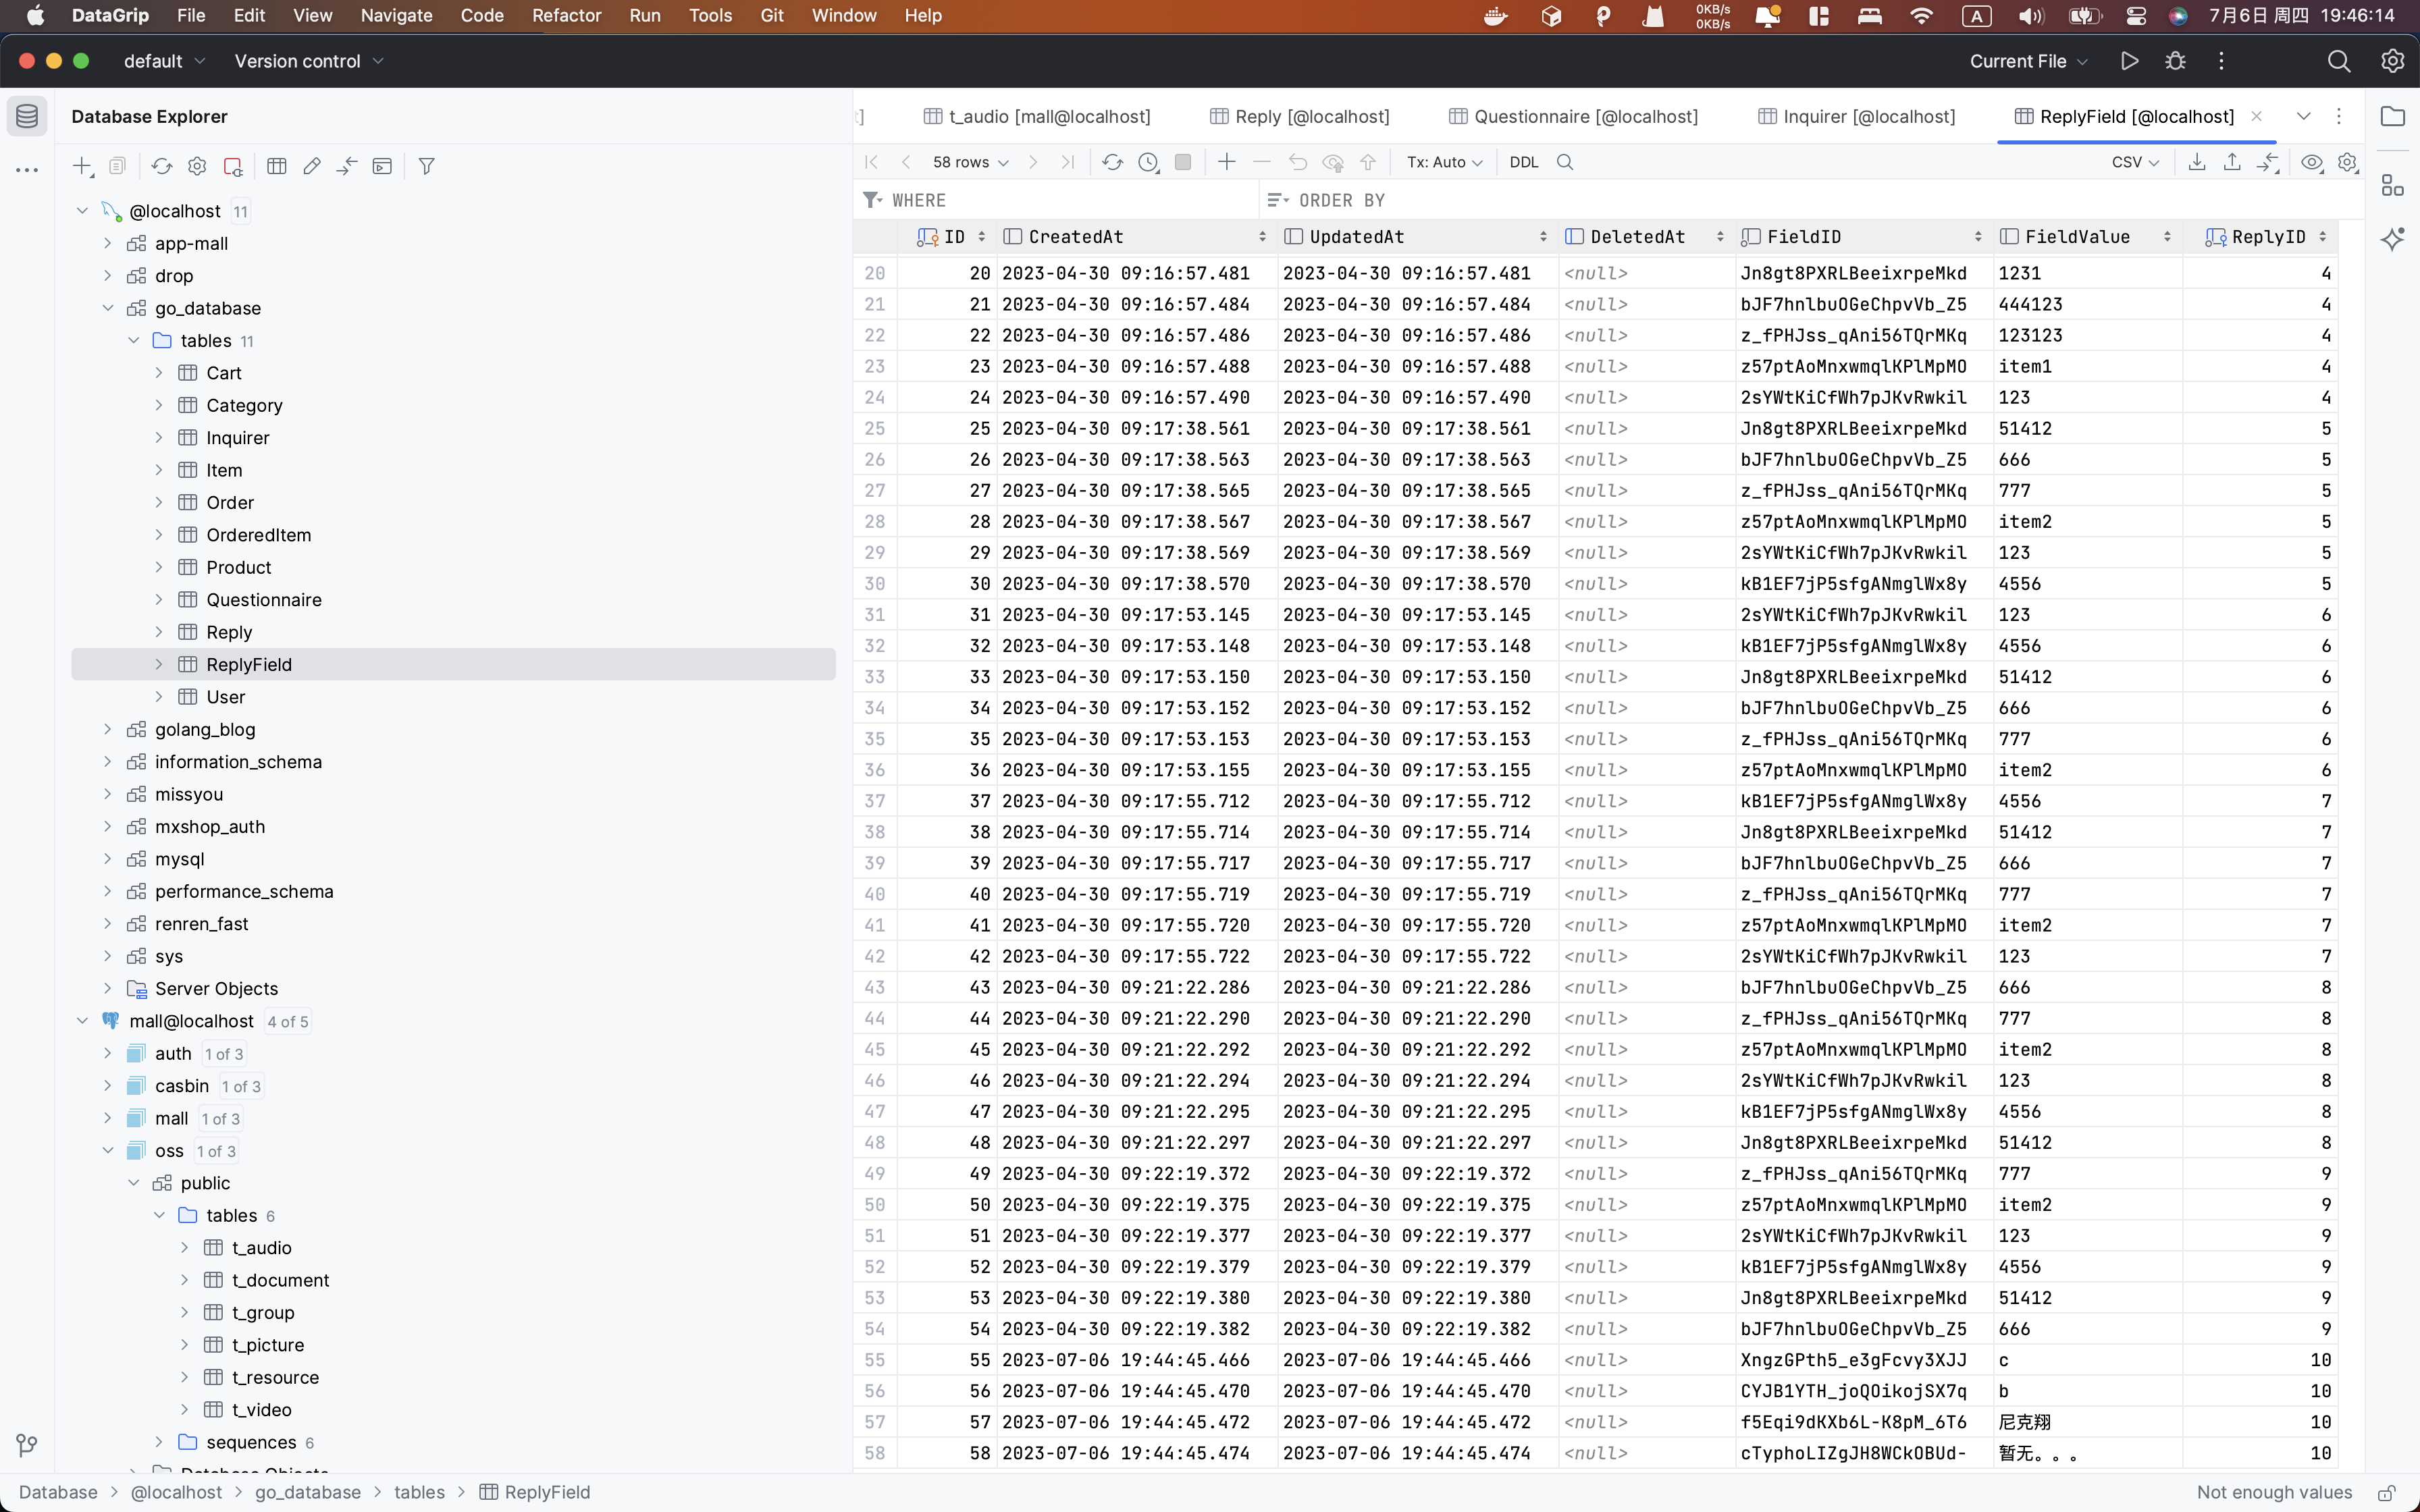 DataGrip File Edit View Navigate Code Refactor Run Tools Git Window Help 0KB/s 0KB/s A 7月6日 周四 19:46:14
default Version control Current File
Database Explorer
@localhost 11
app-mall
drop
go_database
tables 11
Cart
Category
Inquirer
Item
Order
OrderedItem
Product
Questionnaire
Reply
ReplyField
User
golang_blog
information_schema
missyou
mxshop_auth
mysql
performance_schema
renren_fast
sys
Server Objects
mall@localhost 4 of 5
auth 1 of 3
casbin 1 of 3
mall 1 of 3
oss 1 of 3
public
tables 6
t_audio
t_document
t_group
t_picture
t_resource
t_video
sequences 6
Database Objects
t_audio [mall@localhost] Reply [@localhost] Questionnaire [@localhost] Inquirer [@localhost] ReplyField [@localhost]
58 rows Tx: Auto DDL CSV
WHERE ORDER BY
ID CreatedAt UpdatedAt DeletedAt FieldID FieldValue ReplyID
20 20 2023-04-30 09:16:57.481 2023-04-30 09:16:57.481 <null> Jn8gt8PXRLBeeixrpeMkd 1231 4
21 21 2023-04-30 09:16:57.484 2023-04-30 09:16:57.484 <null> bJF7hnlbuOGeChpvVb_Z5 444123 4
22 22 2023-04-30 09:16:57.486 2023-04-30 09:16:57.486 <null> z_fPHJss_qAni56TQrMKq 123123 4
23 23 2023-04-30 09:16:57.488 2023-04-30 09:16:57.488 <null> z57ptAoMnxwmqlKPlMpMO item1 4
24 24 2023-04-30 09:16:57.490 2023-04-30 09:16:57.490 <null> 2sYWtKiCfWh7pJKvRwkil 123 4
25 25 2023-04-30 09:17:38.561 2023-04-30 09:17:38.561 <null> Jn8gt8PXRLBeeixrpeMkd 51412 5
26 26 2023-04-30 09:17:38.563 2023-04-30 09:17:38.563 <null> bJF7hnlbuOGeChpvVb_Z5 666 5
27 27 2023-04-30 09:17:38.565 2023-04-30 09:17:38.565 <null> z_fPHJss_qAni56TQrMKq 777 5
28 28 2023-04-30 09:17:38.567 2023-04-30 09:17:38.567 <null> z57ptAoMnxwmqlKPlMpMO item2 5
29 29 2023-04-30 09:17:38.569 2023-04-30 09:17:38.569 <null> 2sYWtKiCfWh7pJKvRwkil 123 5
30 30 2023-04-30 09:17:38.570 2023-04-30 09:17:38.570 <null> kB1EF7jP5sfgANmglWx8y 4556 5
31 31 2023-04-30 09:17:53.145 2023-04-30 09:17:53.145 <null> 2sYWtKiCfWh7pJKvRwkil 123 6
32 32 2023-04-30 09:17:53.148 2023-04-30 09:17:53.148 <null> kB1EF7jP5sfgANmglWx8y 4556 6
33 33 2023-04-30 09:17:53.150 2023-04-30 09:17:53.150 <null> Jn8gt8PXRLBeeixrpeMkd 51412 6
34 34 2023-04-30 09:17:53.152 2023-04-30 09:17:53.152 <null> bJF7hnlbuOGeChpvVb_Z5 666 6
35 35 2023-04-30 09:17:53.153 2023-04-30 09:17:53.153 <null> z_fPHJss_qAni56TQrMKq 777 6
36 36 2023-04-30 09:17:53.155 2023-04-30 09:17:53.155 <null> z57ptAoMnxwmqlKPlMpMO item2 6
37 37 2023-04-30 09:17:55.712 2023-04-30 09:17:55.712 <null> kB1EF7jP5sfgANmglWx8y 4556 7
38 38 2023-04-30 09:17:55.714 2023-04-30 09:17:55.714 <null> Jn8gt8PXRLBeeixrpeMkd 51412 7
39 39 2023-04-30 09:17:55.717 2023-04-30 09:17:55.717 <null> bJF7hnlbuOGeChpvVb_Z5 666 7
40 40 2023-04-30 09:17:55.719 2023-04-30 09:17:55.719 <null> z_fPHJss_qAni56TQrMKq 777 7
41 41 2023-04-30 09:17:55.720 2023-04-30 09:17:55.720 <null> z57ptAoMnxwmqlKPlMpMO item2 7
42 42 2023-04-30 09:17:55.722 2023-04-30 09:17:55.722 <null> 2sYWtKiCfWh7pJKvRwkil 123 7
43 43 2023-04-30 09:21:22.286 2023-04-30 09:21:22.286 <null> bJF7hnlbuOGeChpvVb_Z5 666 8
44 44 2023-04-30 09:21:22.290 2023-04-30 09:21:22.290 <null> z_fPHJss_qAni56TQrMKq 777 8
45 45 2023-04-30 09:21:22.292 2023-04-30 09:21:22.292 <null> z57ptAoMnxwmqlKPlMpMO item2 8
46 46 2023-04-30 09:21:22.294 2023-04-30 09:21:22.294 <null> 2sYWtKiCfWh7pJKvRwkil 123 8
47 47 2023-04-30 09:21:22.295 2023-04-30 09:21:22.295 <null> kB1EF7jP5sfgANmglWx8y 4556 8
48 48 2023-04-30 09:21:22.297 2023-04-30 09:21:22.297 <null> Jn8gt8PXRLBeeixrpeMkd 51412 8
49 49 2023-04-30 09:22:19.372 2023-04-30 09:22:19.372 <null> z_fPHJss_qAni56TQrMKq 777 9
50 50 2023-04-30 09:22:19.375 2023-04-30 09:22:19.375 <null> z57ptAoMnxwmqlKPlMpMO item2 9
51 51 2023-04-30 09:22:19.377 2023-04-30 09:22:19.377 <null> 2sYWtKiCfWh7pJKvRwkil 123 9
52 52 2023-04-30 09:22:19.379 2023-04-30 09:22:19.379 <null> kB1EF7jP5sfgANmglWx8y 4556 9
53 53 2023-04-30 09:22:19.380 2023-04-30 09:22:19.380 <null> Jn8gt8PXRLBeeixrpeMkd 51412 9
54 54 2023-04-30 09:22:19.382 2023-04-30 09:22:19.382 <null> bJF7hnlbuOGeChpvVb_Z5 666 9
55 55 2023-07-06 19:44:45.466 2023-07-06 19:44:45.466 <null> XngzGPth5_e3gFcvy3XJJ c 10
56 56 2023-07-06 19:44:45.470 2023-07-06 19:44:45.470 <null> CYJB1YTH_joQOikojSX7q b 10
57 57 2023-07-06 19:44:45.472 2023-07-06 19:44:45.472 <null> f5Eqi9dKXb6L-K8pM_6T6 尼克翔 10
58 58 2023-07-06 19:44:45.474 2023-07-06 19:44:45.474 <null> cTyphoLIZgJH8WCkOBUd- 暂无。。。 10
Database > @localhost > go_database > tables > ReplyField Not enough values